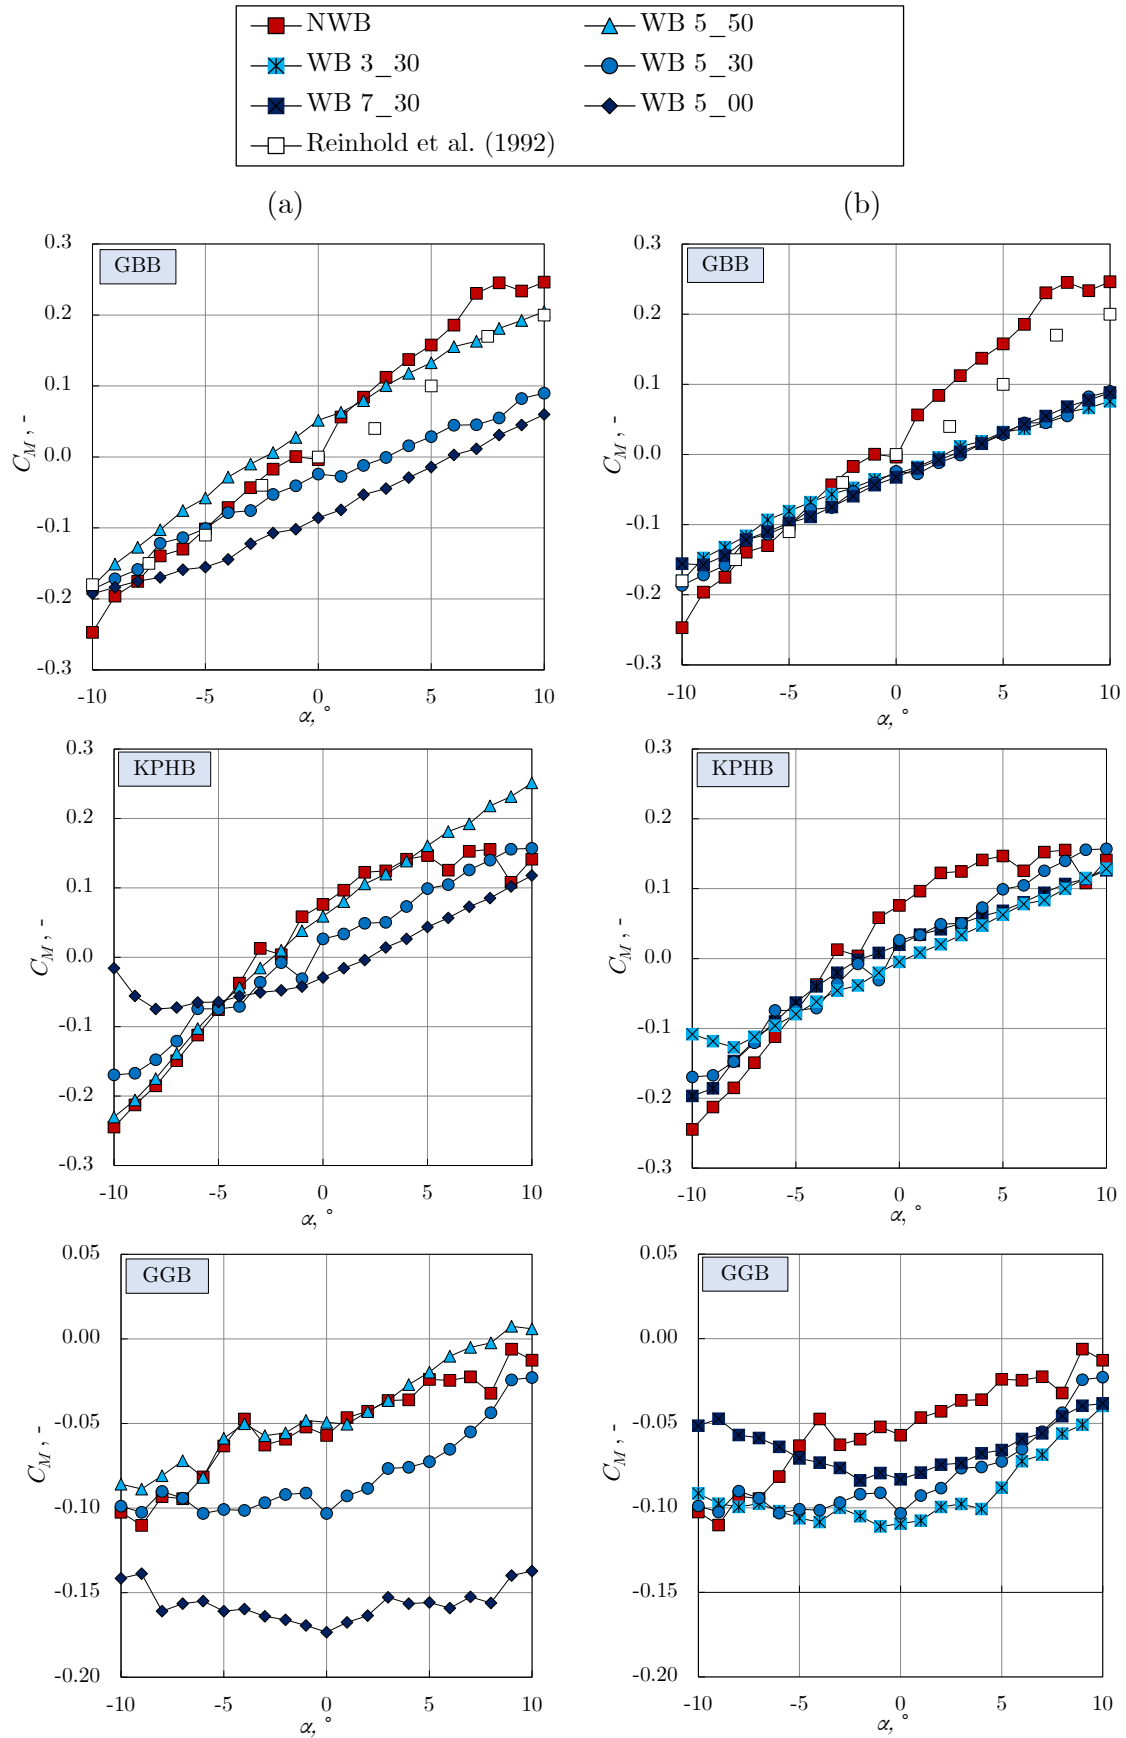 NWB
WB 5_50
WB 3_30
WB 5_30
WB 7_30
WB 5_00
Reinhold et al. (1992)
(a)
(b)
GBB
0.3
0.2
0.1
0.0
-0.1
-0.2
-0.3
C_M, -
-10 -5 0 5 10
α, °
GBB
0.3
0.2
0.1
0.0
-0.1
-0.2
-0.3
C_M, -
-10 -5 0 5 10
α, °
KPHB
0.3
0.2
0.1
0.0
-0.1
-0.2
-0.3
C_M, -
-10 -5 0 5 10
α, °
KPHB
0.3
0.2
0.1
0.0
-0.1
-0.2
-0.3
C_M, -
-10 -5 0 5 10
α, °
GGB
0.05
0.00
-0.05
-0.10
-0.15
-0.20
C_M, -
-10 -5 0 5 10
α, °
GGB
0.05
0.00
-0.05
-0.10
-0.15
-0.20
C_M, -
-10 -5 0 5 10
α, °